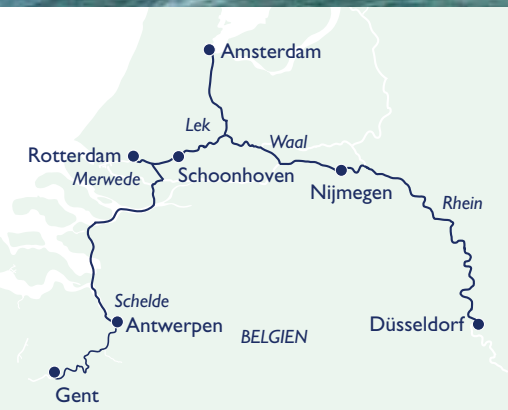 Amsterdam
Lek
Waal
Rotterdam
Schoonhoven
Merwede
Nijmegen
Rhein
Schelde
Antwerpen
BELGIEN
Düsseldorf
Gent